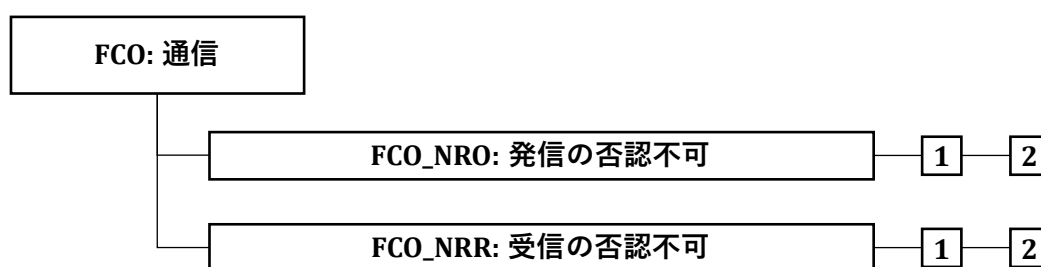 FCO: 通信
FCO_NRO: 発信の否認不可 1 2
FCO_NRR: 受信の否認不可 1 2